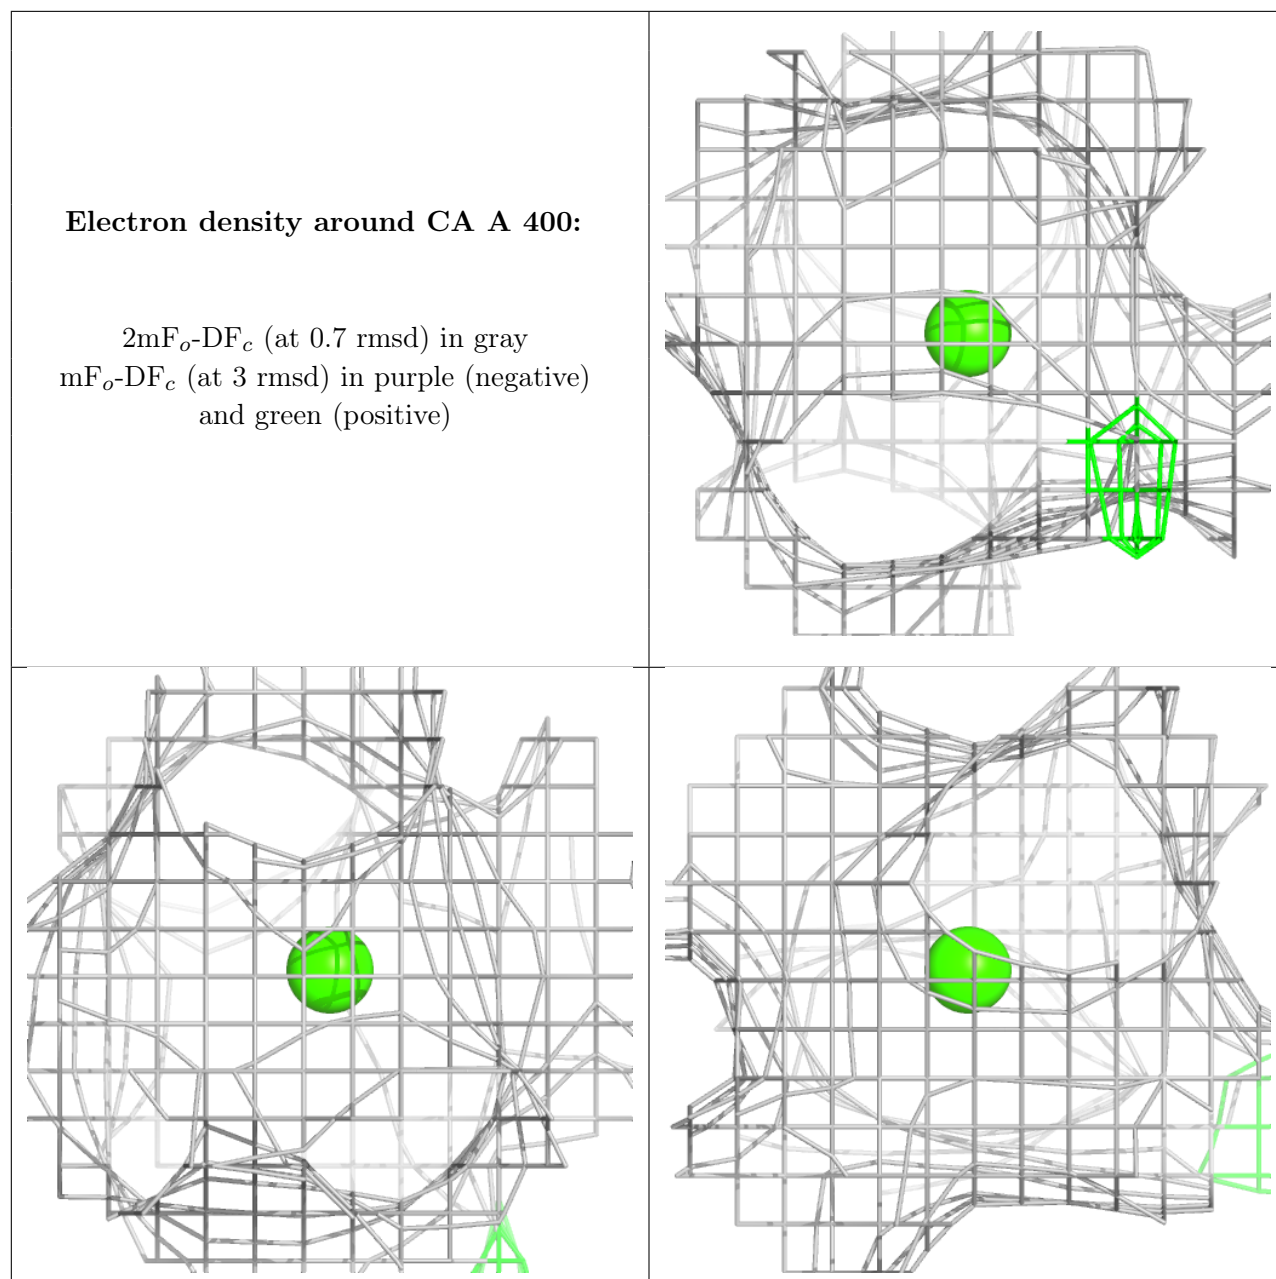 Electron density around CA A 400:
2mFo-DFc (at 0.7 rmsd) in gray
mFo-DFc (at 3 rmsd) in purple (negative)
and green (positive)